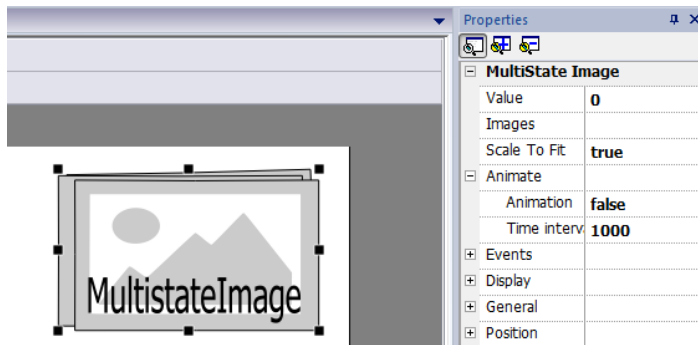 Properties
MultiState Image
Value 0
Images
Scale To Fit true
Animate
Animation false
Time interv 1000
Events
Display
General
Position
MultistateImage